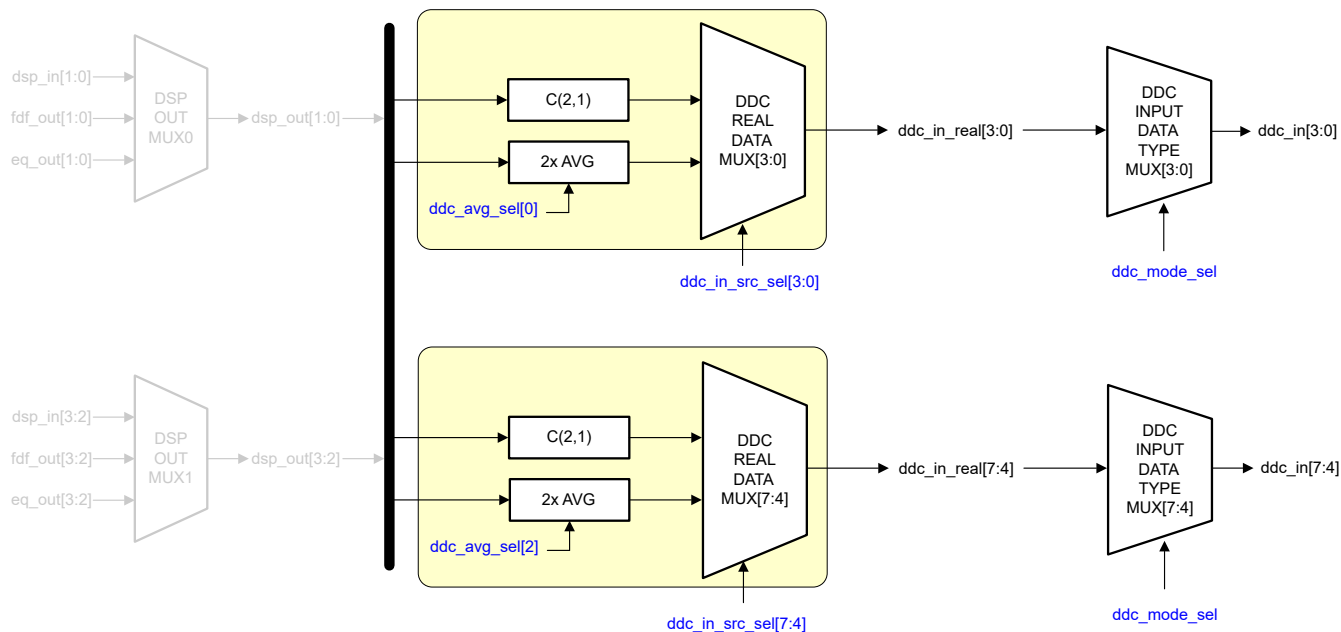 dsp_in[1:0]
fdf_out[1:0]
eq_out[1:0]
DSP
OUT
MUX0
dsp_out[1:0]
C(2,1)
2x AVG
ddc_avg_sel[0]
DDC
REAL
DATA
MUX[3:0]
ddc_in_src_sel[3:0]
ddc_in_real[3:0]
DDC
INPUT
DATA
TYPE
MUX[3:0]
ddc_mode_sel
ddc_in[3:0]
dsp_in[3:2]
fdf_out[3:2]
eq_out[3:2]
DSP
OUT
MUX1
dsp_out[3:2]
C(2,1)
2x AVG
ddc_avg_sel[2]
DDC
REAL
DATA
MUX[7:4]
ddc_in_src_sel[7:4]
ddc_in_real[7:4]
DDC
INPUT
DATA
TYPE
MUX[7:4]
ddc_mode_sel
ddc_in[7:4]